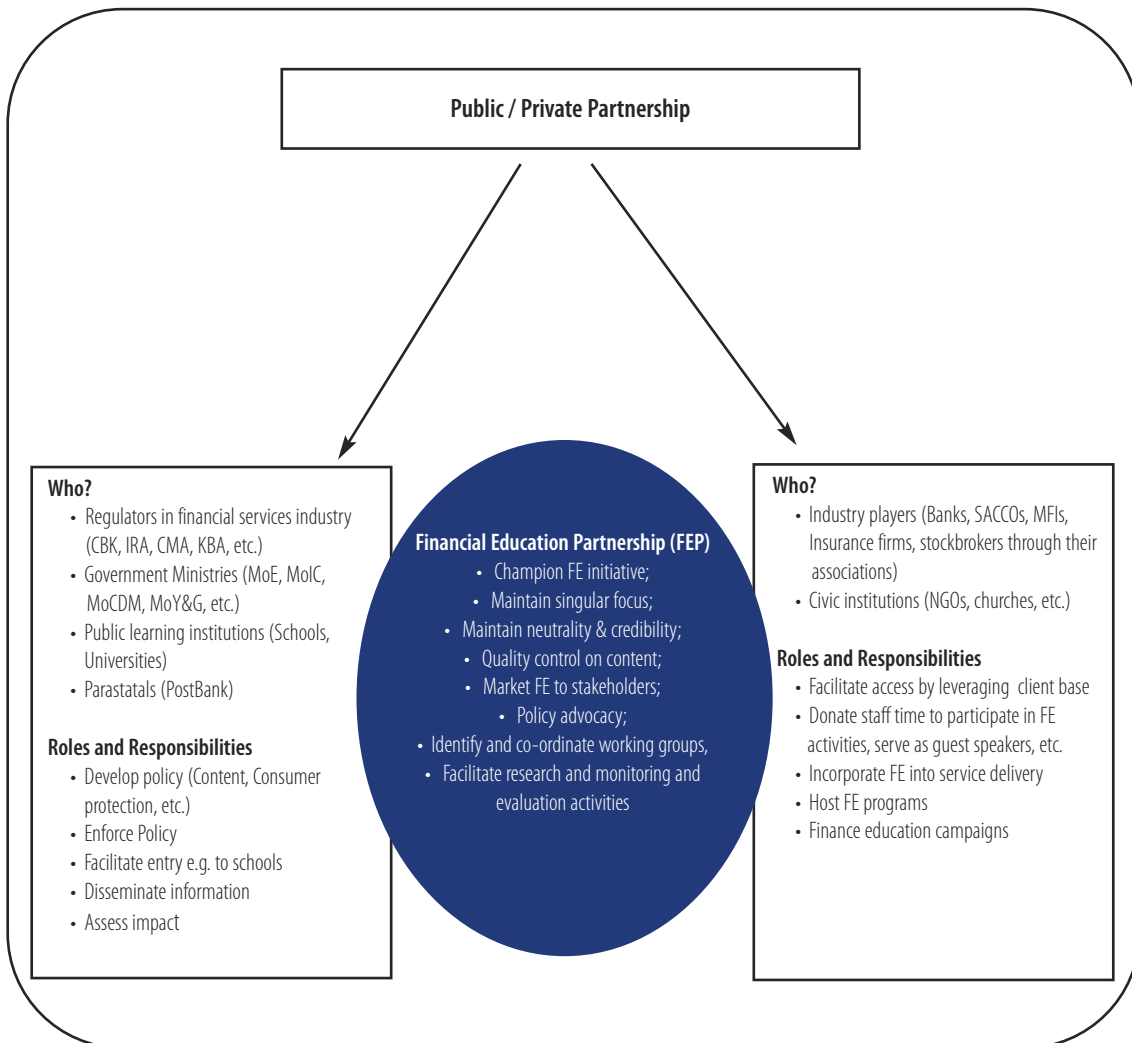 Public / Private Partnership
Who?
• Regulators in financial services industry
(CBK, IRA, CMA, KBA, etc.)
• Government Ministries (MoE, MoIC,
MoCDM, MoY&G, etc.)
• Public learning institutions (Schools,
Universities)
• Parastatals (PostBank)
Roles and Responsibilities
• Develop policy (Content, Consumer
protection, etc.)
• Enforce Policy
• Facilitate entry e.g. to schools
• Disseminate information
• Assess impact
Financial Education Partnership (FEP)
• Champion FE initiative;
• Maintain singular focus;
• Maintain neutrality & credibility;
• Quality control on content;
• Market FE to stakeholders;
• Policy advocacy;
• Identify and co-ordinate working groups,
• Facilitate research and monitoring and
evaluation activities
Who?
• Industry players (Banks, SACCOs, MFIs,
Insurance firms, stockbrokers through their
associations)
• Civic institutions (NGOs, churches, etc.)
Roles and Responsibilities
• Facilitate access by leveraging client base
• Donate staff time to participate in FE
activities, serve as guest speakers, etc.
• Incorporate FE into service delivery
• Host FE programs
• Finance education campaigns